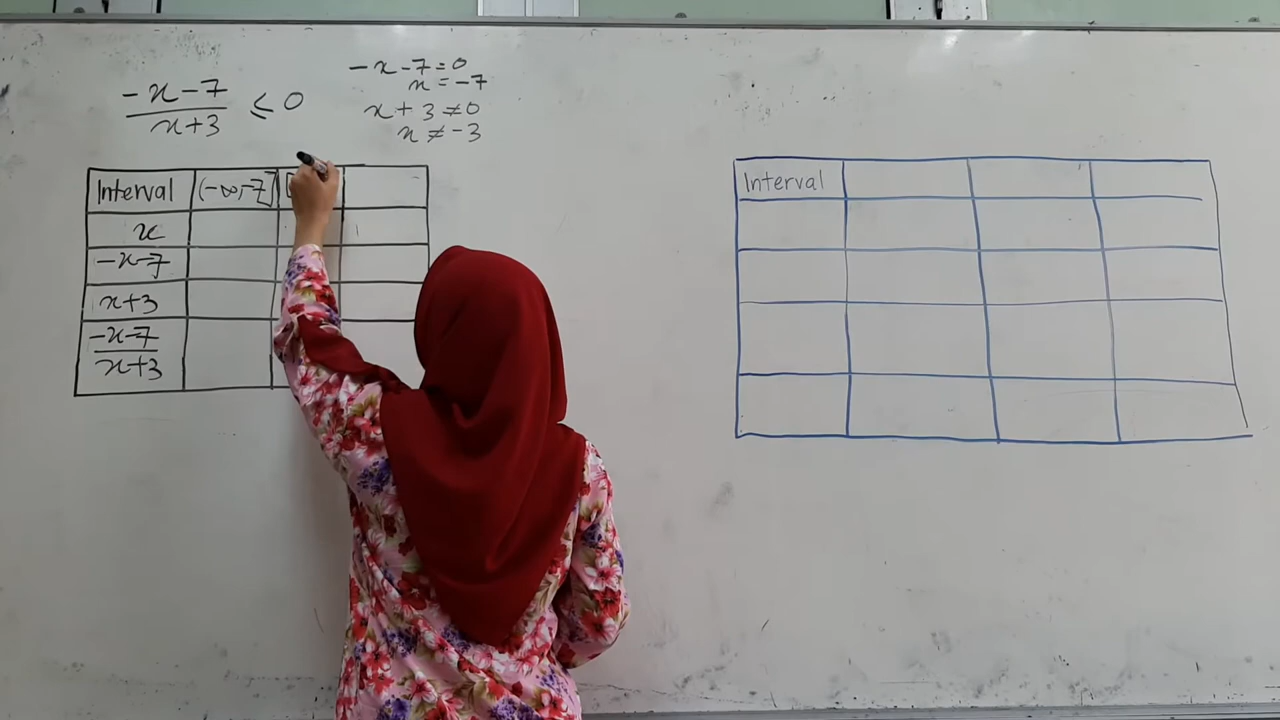 -x-7/x+3 ≤ 0
-x-7=0
x=-7
x+3≠0
x≠-3
Interval (-∞,-7] [
x
-x-7
x+3
-x-7/x+3
Interval